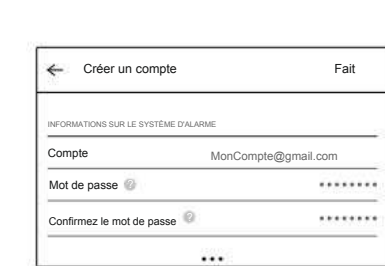 ← Créer un compte Fait
INFORMATIONS SUR LE SYSTÈME D'ALARME
Compte MonCompte@gmail.com
Mot de passe ? ********
Confirmez le mot de passe ? ********
•••